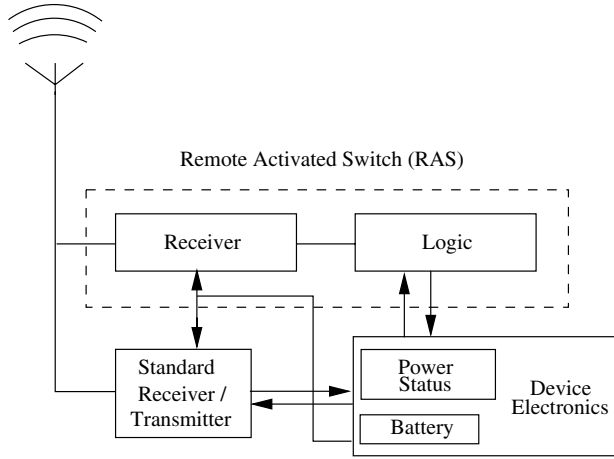 Remote Activated Switch (RAS)
Receiver
Logic
Standard
Receiver /
Transmitter
Power
Status
Battery
Device
Electronics